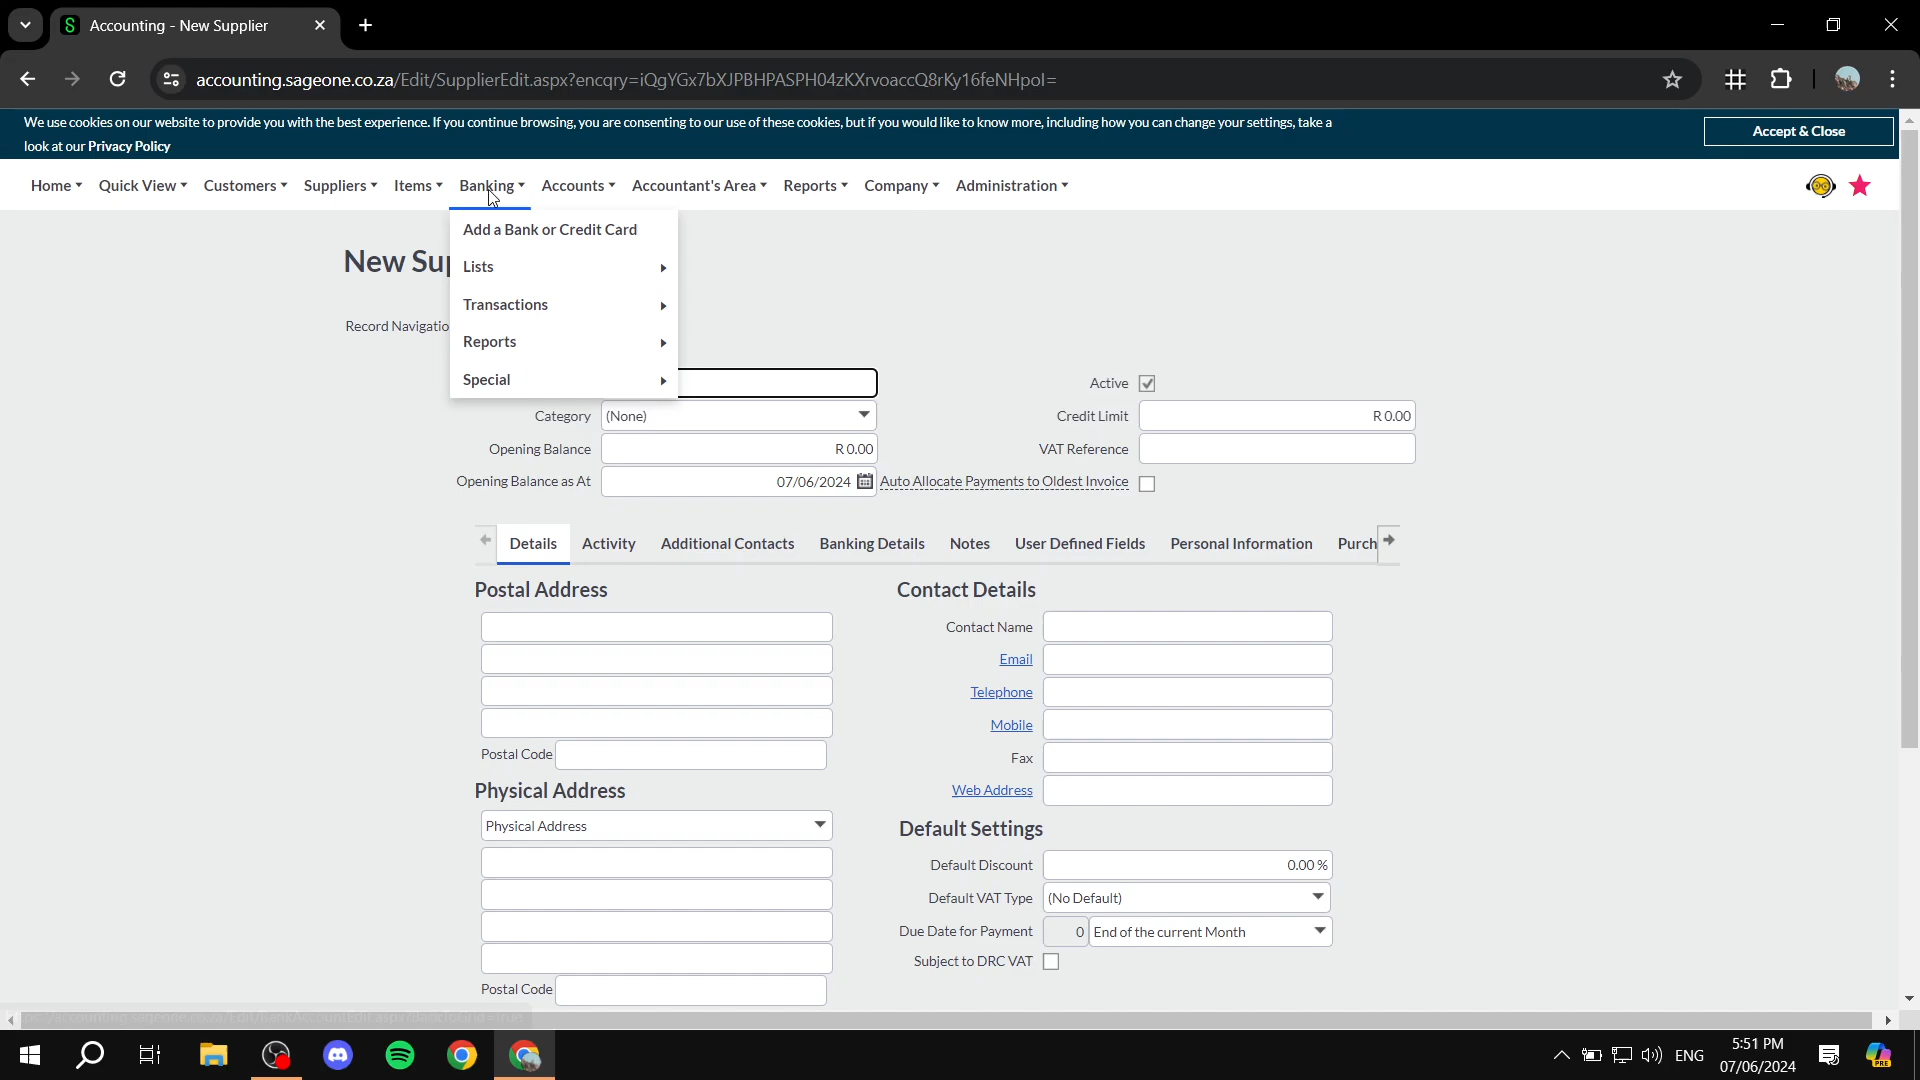 Accounting - New Supplier
accounting.sageone.co.za/Edit/SupplierEdit.aspx?encqry=iQgYGx7bXJPBHPASPH04zKXrvoaccQ8rKy16feNHpoI=
We use cookies on our website to provide you with the best experience. If you continue browsing, you are consenting to our use of these cookies, but if you would like to know more, including how you can change your settings, take a
look at our Privacy Policy
Accept & Close
Home Quick View Customers Suppliers Items Banking Accounts Accountant's Area Reports Company Administration
Add a Bank or Credit Card
New Sup
Lists
Transactions
Record Navigatio
Reports
Special
Active
Category (None)
Credit Limit R0.00
Opening Balance R0.00
VAT Reference
Opening Balance as At 07/06/2024
Auto Allocate Payments to Oldest Invoice
Details Activity Additional Contacts Banking Details Notes User Defined Fields Personal Information Purch
Postal Address
Contact Details
Contact Name
Email
Telephone
Mobile
Postal Code
Fax
Physical Address
Web Address
Physical Address
Default Settings
Default Discount 0.00 %
Default VAT Type (No Default)
Due Date for Payment 0 End of the current Month
Subject to DRC VAT
Postal Code
ENG
5:51 PM
07/06/2024
PRE